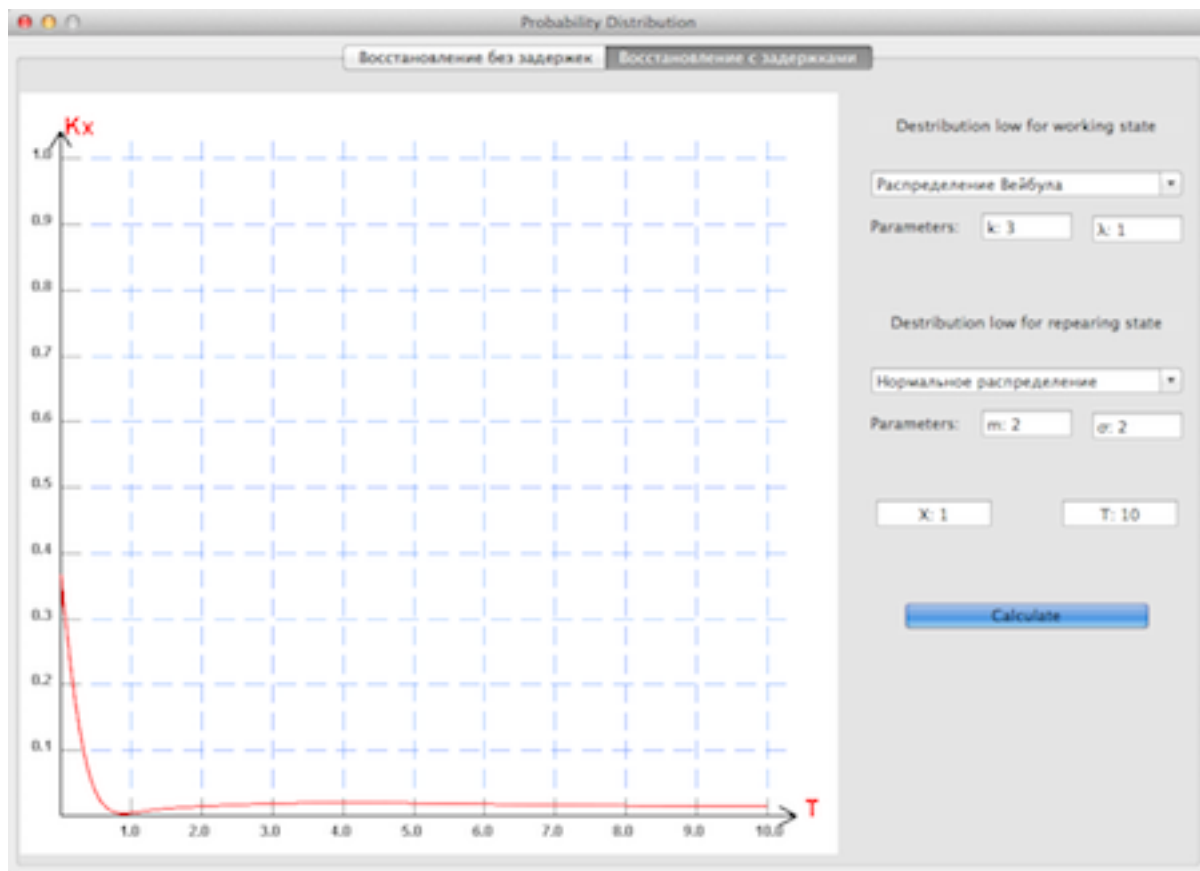 Probability Distribution
Восстановление без задержек
Восстановление с задержками
Kx
1.0
0.9
0.8
0.7
0.6
0.5
0.4
0.3
0.2
0.1
1.0 2.0 3.0 4.0 5.0 6.0 7.0 8.0 9.0 10.0
T
Destribution low for working state
Распределение Вейбула
Parameters: k: 3 λ: 1
Destribution low for repearing state
Нормальное распределение
Parameters: m: 2 σ: 2
X: 1 T: 10
Calculate